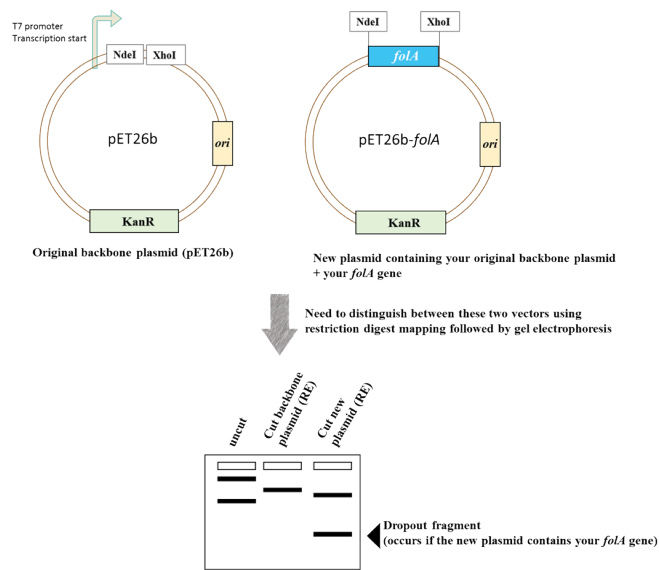 T7 promoter
Transcription start
NdeI
XhoI
pET26b
ori
KanR
Original backbone plasmid (pET26b)
NdeI
XhoI
folA
pET26b-folA
ori
KanR
New plasmid containing your original backbone plasmid
+ your folA gene
Need to distinguish between these two vectors using
restriction digest mapping followed by gel electrophoresis
uncut
Cut backbone
plasmid (RE)
Cut new
plasmid (RE)
Dropout fragment
(occurs if the new plasmid contains your folA gene)